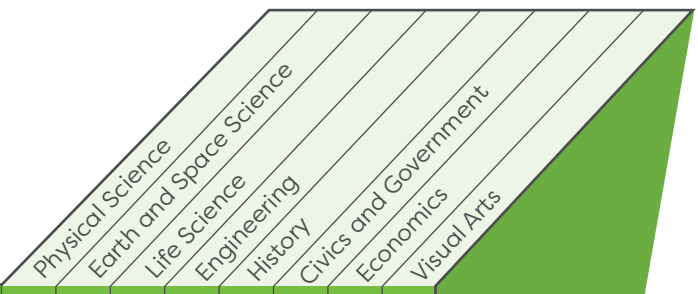 Physical Science
Earth and Space Science
Life Science
Engineering
History
Civics and Government
Economics
Visual Arts